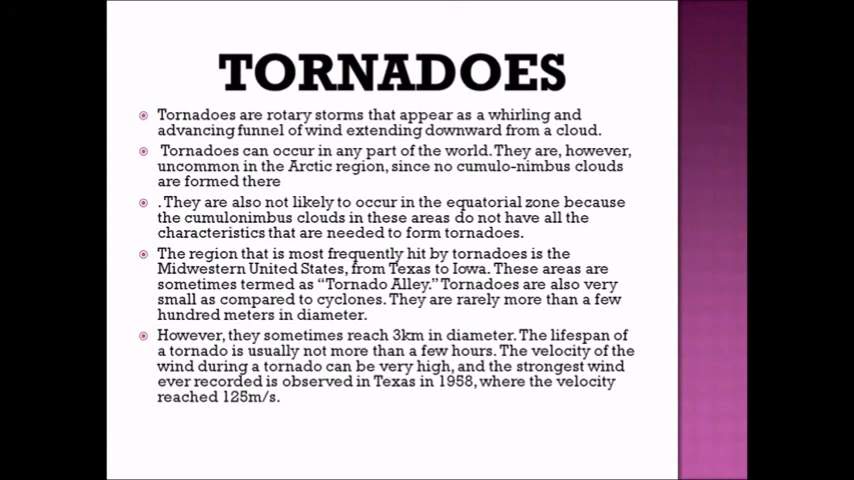 TORNADOES
Tornadoes are rotary storms that appear as a whirling and
advancing funnel of wind extending downward from a cloud.
Tornadoes can occur in any part of the world. They are, however,
uncommon in the Arctic region, since no cumulo-nimbus clouds
are formed there
. They are also not likely to occur in the equatorial zone because
the cumulonimbus clouds in these areas do not have all the
characteristics that are needed to form tornadoes.
The region that is most frequently hit by tornadoes is the
Midwestern United States, from Texas to Iowa. These areas are
sometimes termed as “Tornado Alley.” Tornadoes are also very
small as compared to cyclones. They are rarely more than a few
hundred meters in diameter.
However, they sometimes reach 3km in diameter. The lifespan of
a tornado is usually not more than a few hours. The velocity of the
wind during a tornado can be very high, and the strongest wind
ever recorded is observed in Texas in 1958, where the velocity
reached 125m/s.